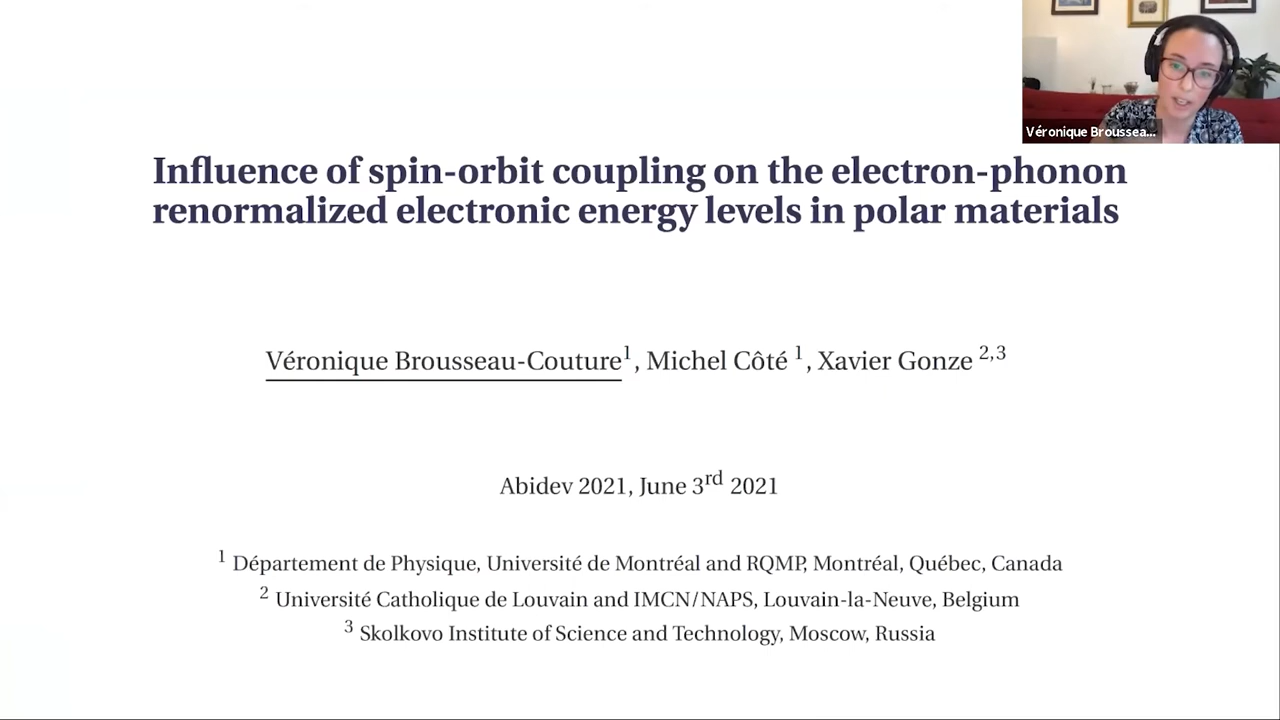 Véronique Broussea...
Influence of spin-orbit coupling on the electron-phonon
renormalized electronic energy levels in polar materials
Véronique Brousseau-Couture1, Michel Côté 1, Xavier Gonze 2,3
Abidev 2021, June 3rd 2021
1 Département de Physique, Université de Montréal and RQMP, Montréal, Québec, Canada
2 Université Catholique de Louvain and IMCN/NAPS, Louvain-la-Neuve, Belgium
3 Skolkovo Institute of Science and Technology, Moscow, Russia